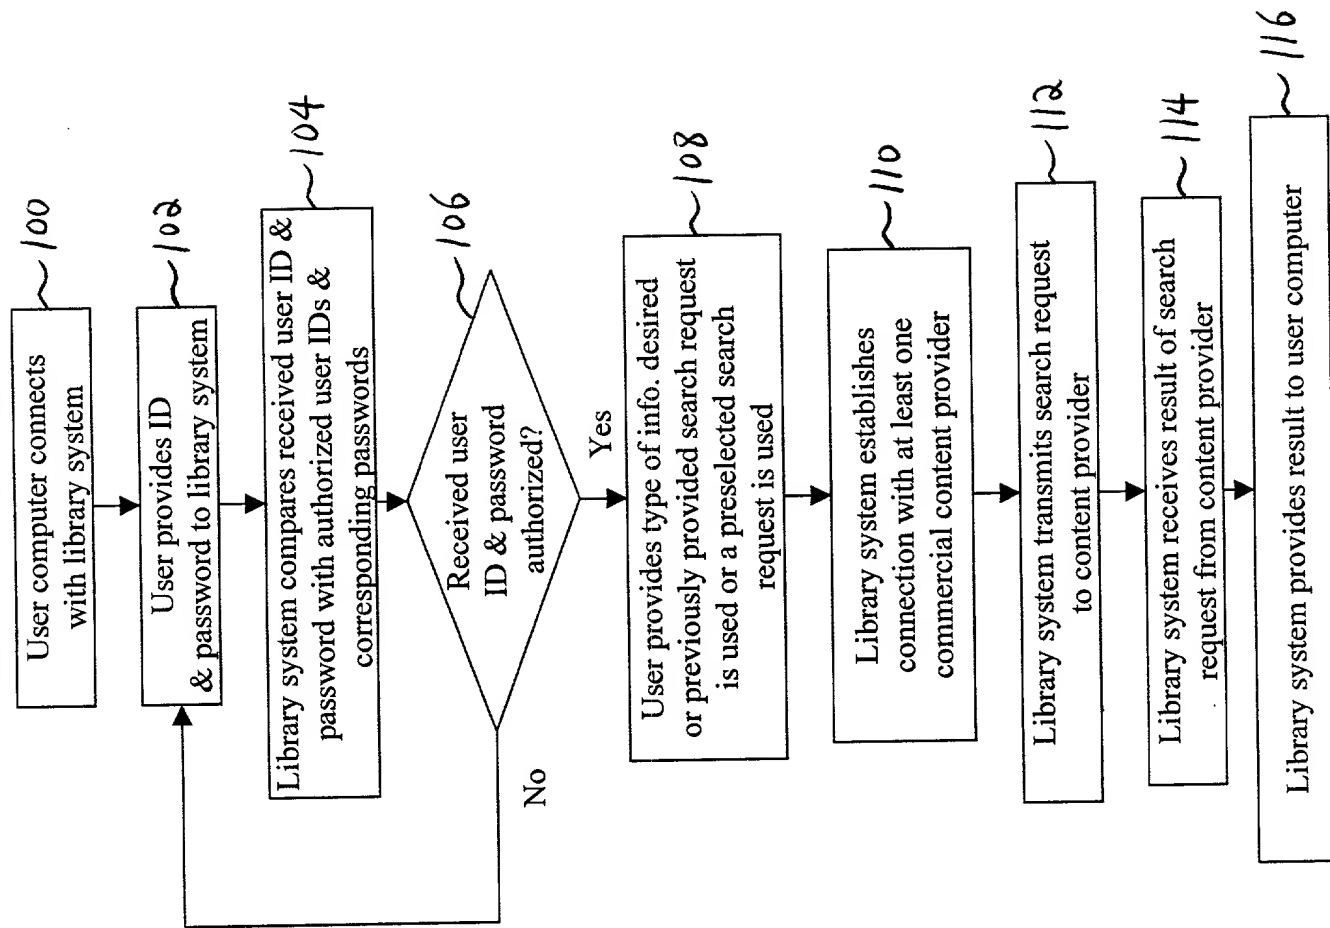 User computer connects
with library system
100
User provides ID
& password to library system
102
Library system compares received user ID &
password with authorized user IDs &
corresponding passwords
104
Received user
ID & password
authorized?
106
No
Yes
User provides type of info. desired
or previously provided search request
is used or a preselected search
request is used
108
Library system establishes
connection with at least one
commercial content provider
110
Library system transmits search request
to content provider
112
Library system receives result of search
request from content provider
114
Library system provides result to user computer
116